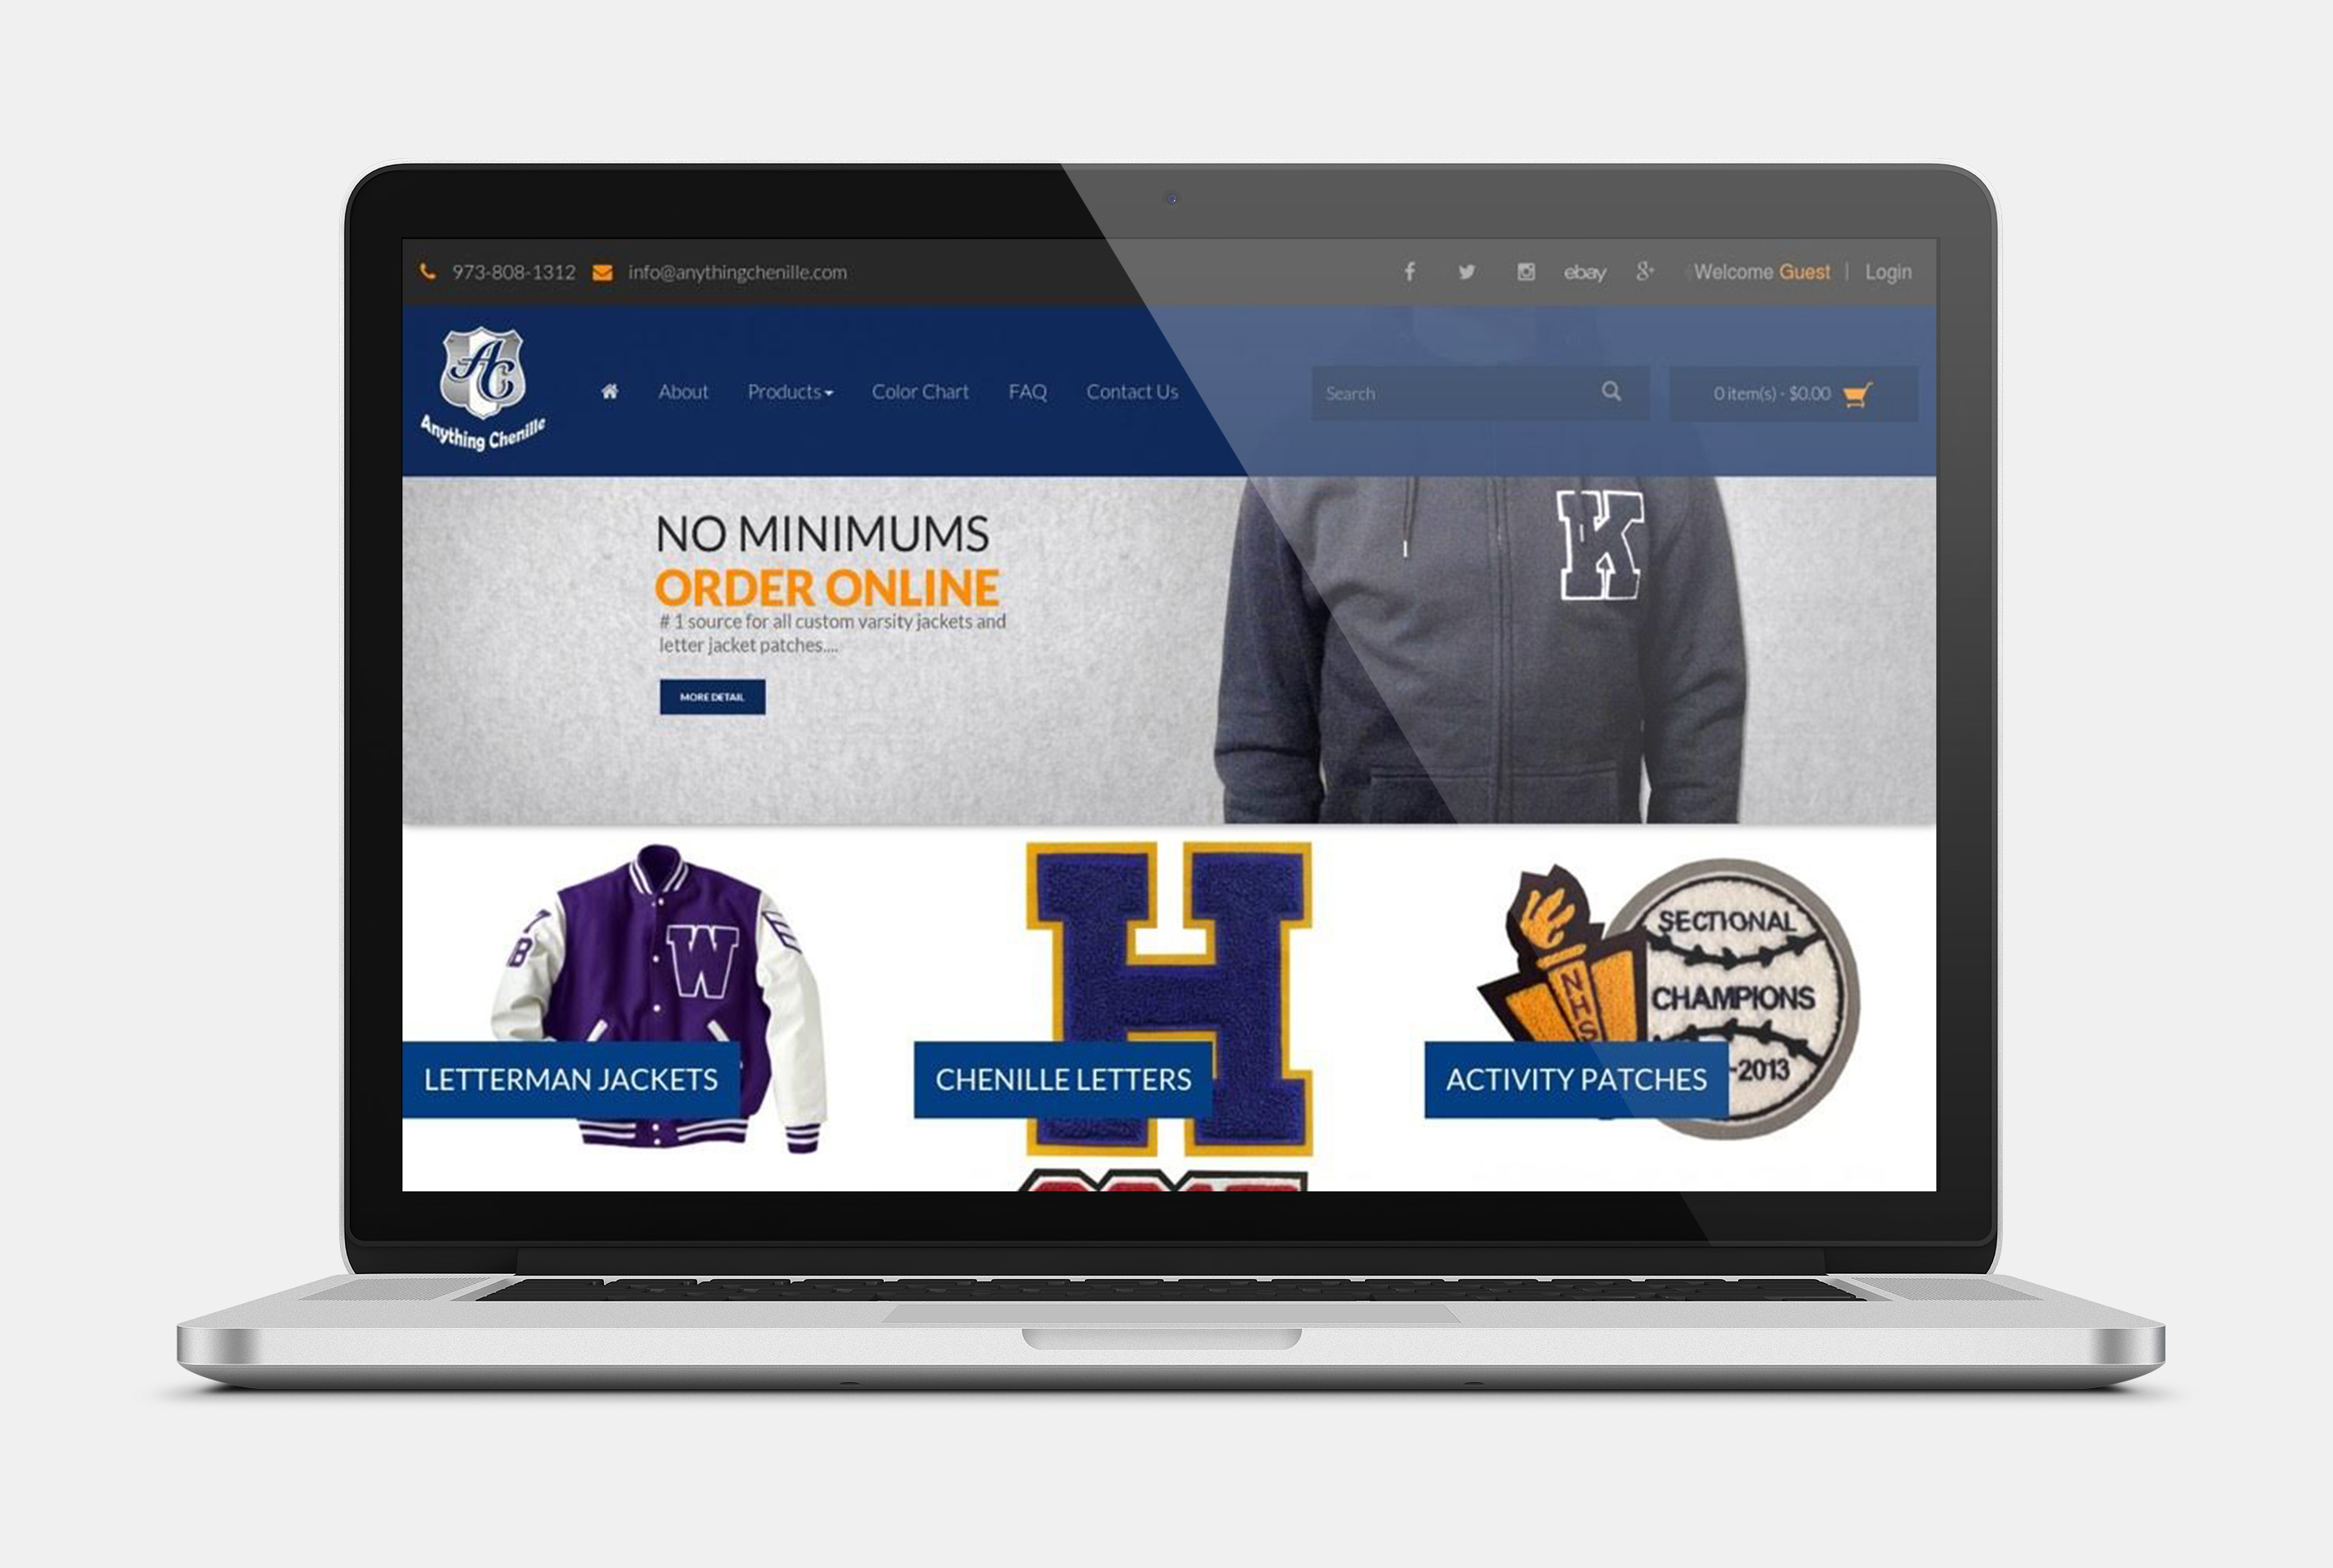 973-808-1312 info@anythingchenille.com
ebay Welcome Guest | Login
AC
Anything Chenille
About Products Color Chart FAQ Contact Us
Search
0 item(s) - $0.00
NO MINIMUMS
ORDER ONLINE
# 1 source for all custom varsity jackets and
letter jacket patches....
MORE DETAIL
K
W
B
H
NHS
SECTIONAL
CHAMPIONS
-2013
LETTERMAN JACKETS
CHENILLE LETTERS
ACTIVITY PATCHES